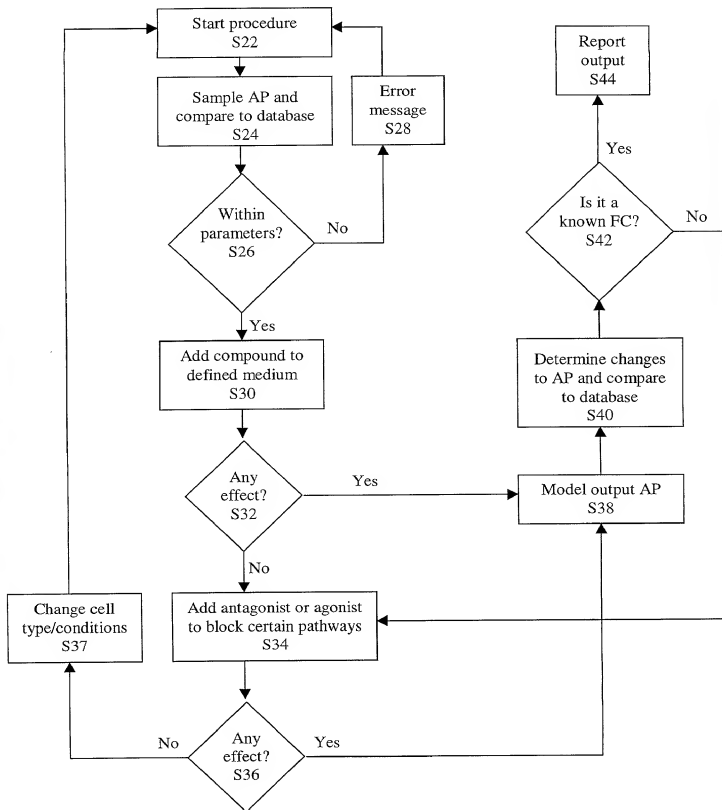 Start procedure
S22
Sample AP and
compare to database
S24
Error
message
S28
Within
parameters?
S26
No
Yes
Add compound to
defined medium
S30
Any
effect?
S32
Yes
No
Add antagonist or agonist
to block certain pathways
S34
Change cell
type/conditions
S37
No
Any
effect?
S36
Yes
Report
output
S44
Yes
Is it a
known FC?
S42
No
Determine changes
to AP and compare
to database
S40
Model output AP
S38